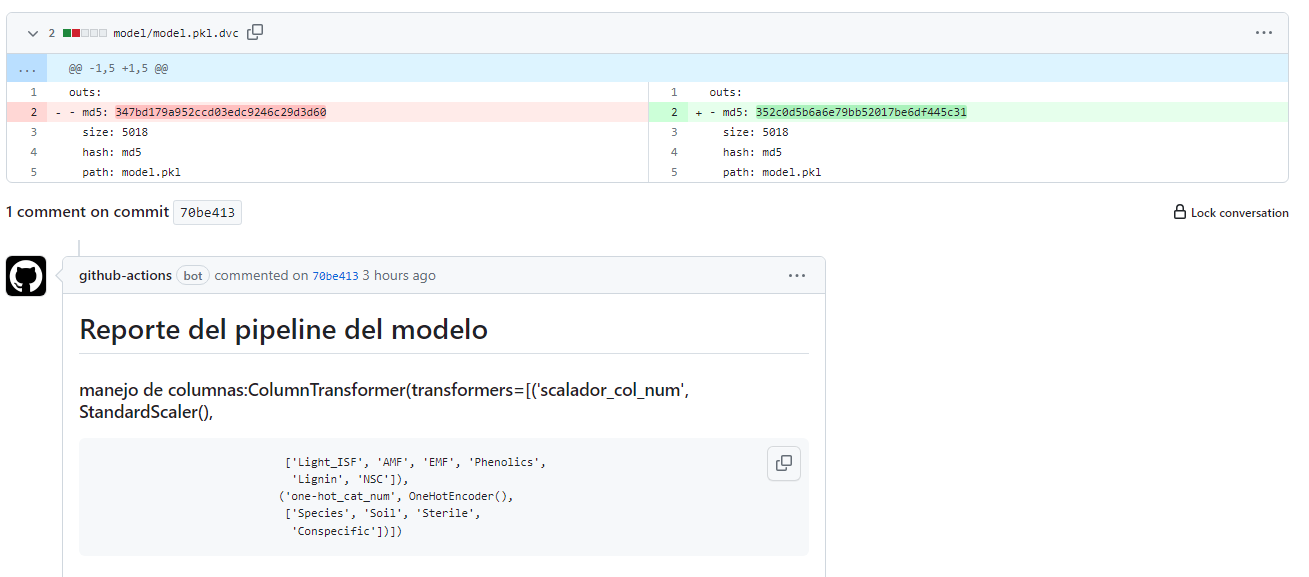 2 model/model.pkl.dvc
... @@ -1,5 +1,5 @@
1 outs:
2 - - md5: 347bd179a952ccd03edc9246c29d3d60
3 size: 5018
4 hash: md5
5 path: model.pkl
1 outs:
2 + - md5: 352c0d5b6a6e79bb52017be6df445c31
3 size: 5018
4 hash: md5
5 path: model.pkl
1 comment on commit 70be413
Lock conversation
github-actions bot commented on 70be413 3 hours ago
Reporte del pipeline del modelo
manejo de columnas:ColumnTransformer(transformers=[('scalador_col_num',
StandardScaler(),
['Light_ISF', 'AMF', 'EMF', 'Phenolics',
'Lignin', 'NSC']),
('one-hot_cat_num', OneHotEncoder(),
['Species', 'Soil', 'Sterile',
'Conspecific'])])